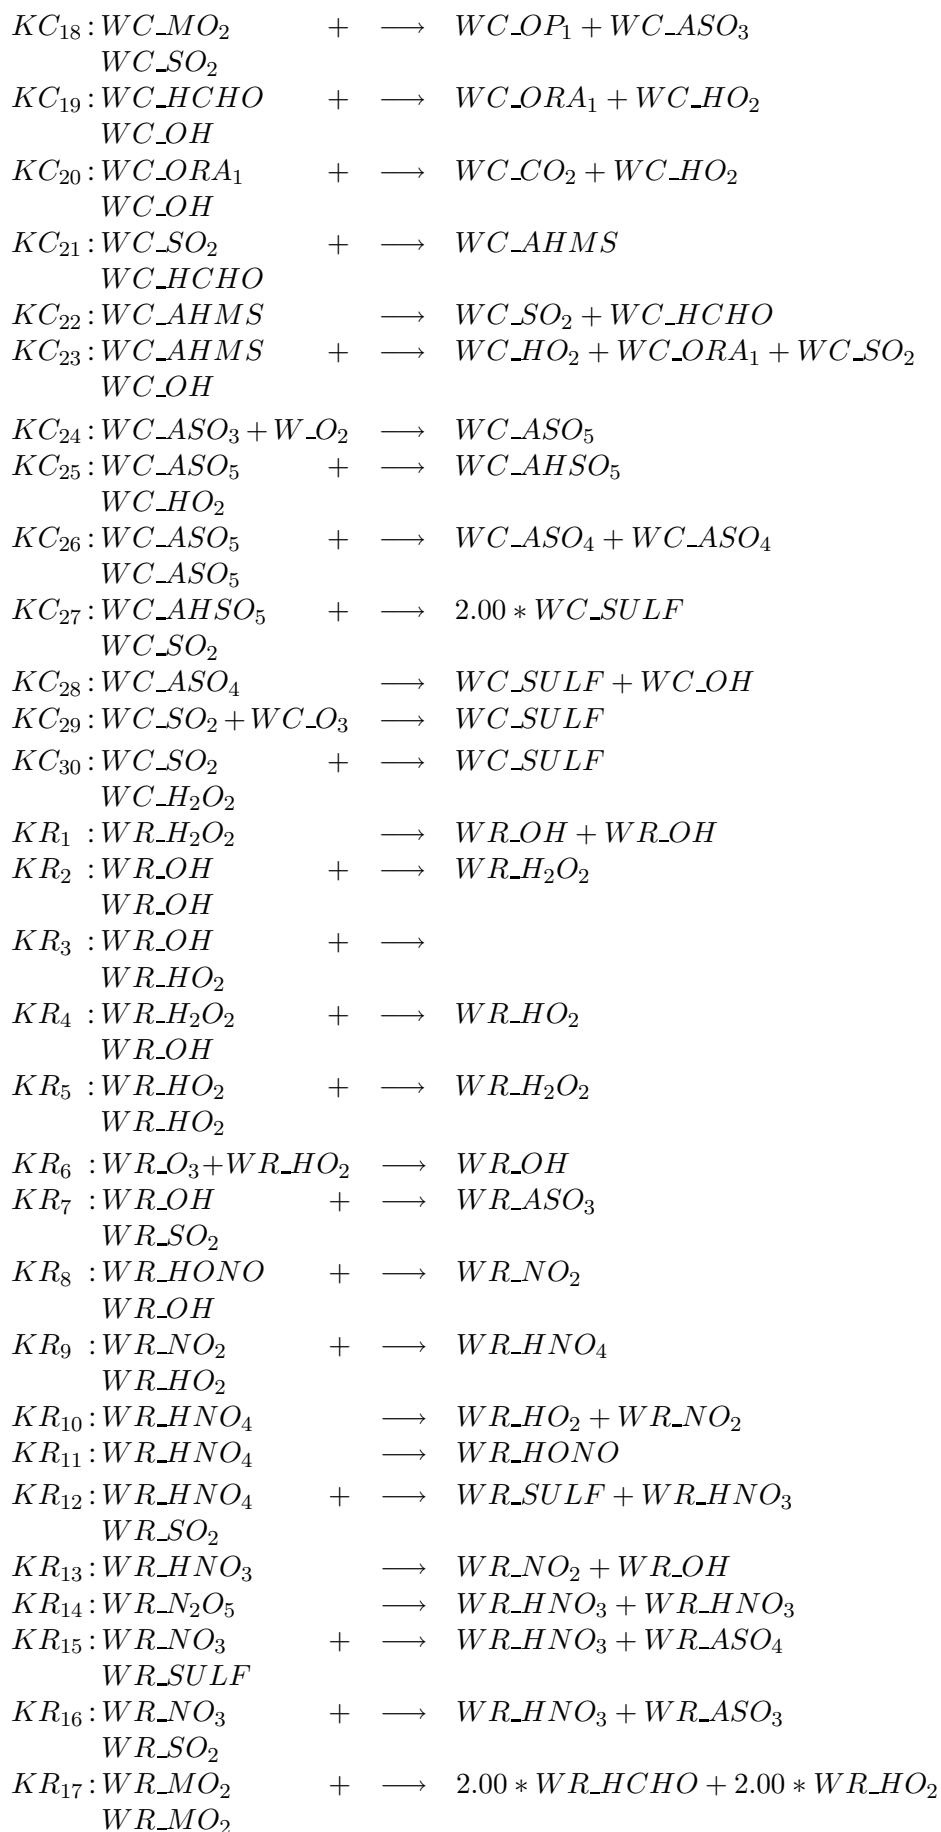 KC₁₈ : WC_MO₂ + ⟶ WC_OP₁ + WC_ASO₃
WC_SO₂
KC₁₉ : WC_HCHO + ⟶ WC_ORA₁ + WC_HO₂
WC_OH
KC₂₀ : WC_ORA₁ + ⟶ WC_CO₂ + WC_HO₂
WC_OH
KC₂₁ : WC_SO₂ + ⟶ WC_AHMS
WC_HCHO
KC₂₂ : WC_AHMS ⟶ WC_SO₂ + WC_HCHO
KC₂₃ : WC_AHMS + ⟶ WC_HO₂ + WC_ORA₁ + WC_SO₂
WC_OH
KC₂₄ : WC_ASO₃ + W_O₂ ⟶ WC_ASO₅
KC₂₅ : WC_ASO₅ + ⟶ WC_AHSO₅
WC_HO₂
KC₂₆ : WC_ASO₅ + ⟶ WC_ASO₄ + WC_ASO₄
WC_ASO₅
KC₂₇ : WC_AHSO₅ + ⟶ 2.00 ∗ WC_SULF
WC_SO₂
KC₂₈ : WC_ASO₄ ⟶ WC_SULF + WC_OH
KC₂₉ : WC_SO₂ + WC_O₃ ⟶ WC_SULF
KC₃₀ : WC_SO₂ + ⟶ WC_SULF
WC_H₂O₂
KR₁ : WR_H₂O₂ ⟶ WR_OH + WR_OH
KR₂ : WR_OH + ⟶ WR_H₂O₂
WR_OH
KR₃ : WR_OH + ⟶
WR_HO₂
KR₄ : WR_H₂O₂ + ⟶ WR_HO₂
WR_OH
KR₅ : WR_HO₂ + ⟶ WR_H₂O₂
WR_HO₂
KR₆ : WR_O₃ + WR_HO₂ ⟶ WR_OH
KR₇ : WR_OH + ⟶ WR_ASO₃
WR_SO₂
KR₈ : WR_HONO + ⟶ WR_NO₂
WR_OH
KR₉ : WR_NO₂ + ⟶ WR_HNO₄
WR_HO₂
KR₁₀ : WR_HNO₄ ⟶ WR_HO₂ + WR_NO₂
KR₁₁ : WR_HNO₄ ⟶ WR_HONO
KR₁₂ : WR_HNO₄ + ⟶ WR_SULF + WR_HNO₃
WR_SO₂
KR₁₃ : WR_HNO₃ ⟶ WR_NO₂ + WR_OH
KR₁₄ : WR_N₂O₅ ⟶ WR_HNO₃ + WR_HNO₃
KR₁₅ : WR_NO₃ + ⟶ WR_HNO₃ + WR_ASO₄
WR_SULF
KR₁₆ : WR_NO₃ + ⟶ WR_HNO₃ + WR_ASO₃
WR_SO₂
KR₁₇ : WR_MO₂ + ⟶ 2.00 ∗ WR_HCHO + 2.00 ∗ WR_HO₂
WR_MO₂